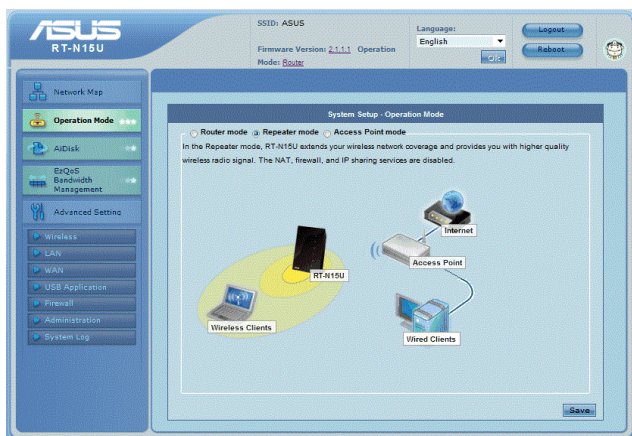 ASUS
RT-N15U
SSID: ASUS
Firmware Version: 2.1.1.1 Operation
Mode: Router
Language:
English
Logout
Reboot
Network Map
Operation Mode
AiDisk
EzQoS
Bandwidth
Management
Advanced Setting
Wireless
LAN
WAN
USB Application
Firewall
Administration
System Log
System Setup - Operation Mode
Router mode Repeater mode Access Point mode
In the Repeater mode, RT-N15U extends your wireless network coverage and provides you with higher quality
wireless radio signal. The NAT, firewall, and IP sharing services are disabled.
Internet
Access Point
RT-N15U
Wireless Clients
Wired Clients
Save